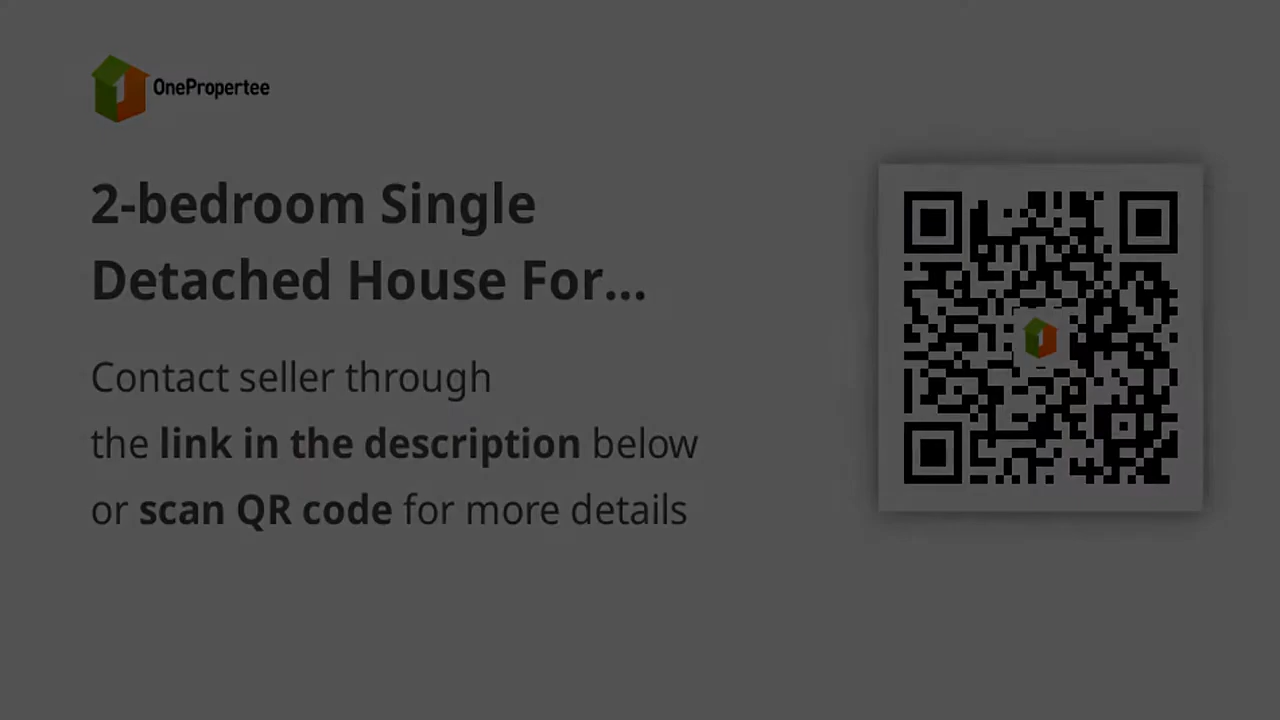 OnePropertee
2-bedroom Single
Detached House For...
Contact seller through
the link in the description below
or scan QR code for more details